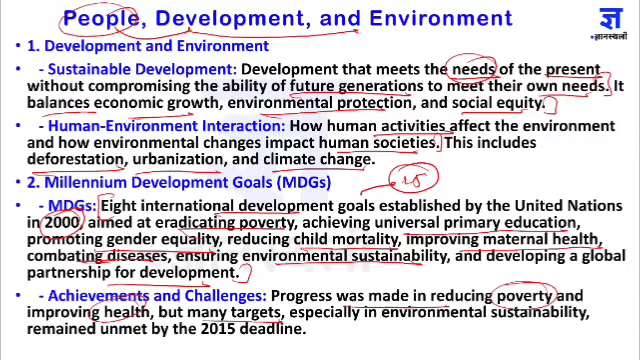 People, Development, and Environment
ज्ञ
ज्ञानस्थली
• 1. Development and Environment
• - Sustainable Development: Development that meets the needs of the present
without compromising the ability of future generations to meet their own needs. It
balances economic growth, environmental protection, and social equity.
• - Human-Environment Interaction: How human activities affect the environment
and how environmental changes impact human societies. This includes
deforestation, urbanization, and climate change.
• 2. Millennium Development Goals (MDGs)
• - MDGs: Eight international development goals established by the United Nations
in 2000, aimed at eradicating poverty, achieving universal primary education,
promoting gender equality, reducing child mortality, improving maternal health,
combating diseases, ensuring environmental sustainability, and developing a global
partnership for development.
• - Achievements and Challenges: Progress was made in reducing poverty and
improving health, but many targets, especially in environmental sustainability,
remained unmet by the 2015 deadline.